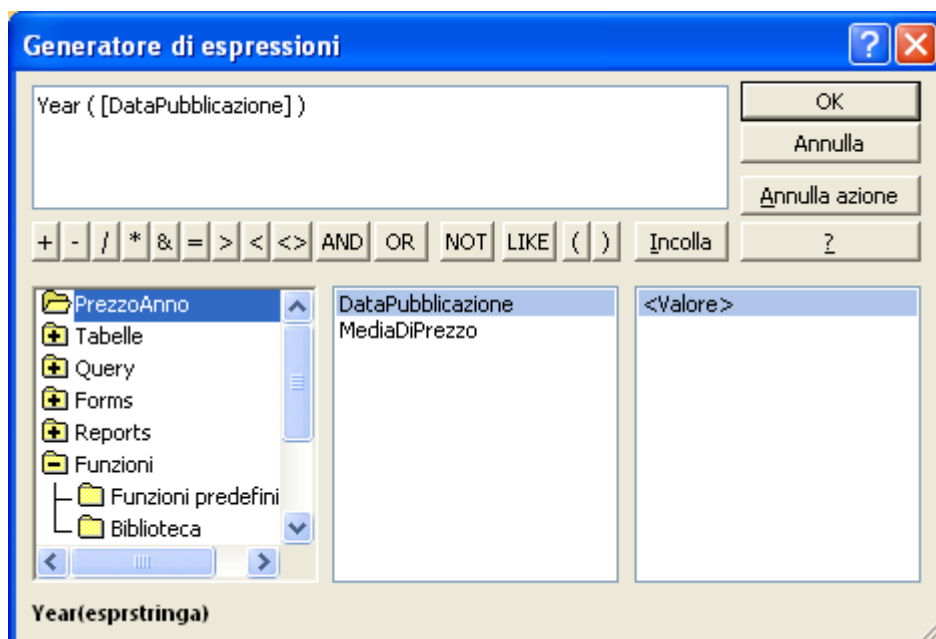 Generatore di espressioni
Year ( [DataPubblicazione] )
OK
Annulla
Annulla azione
+ - / * & = > < <> AND OR NOT LIKE ( ) Incolla ?
PrezzoAnno
Tabelle
Query
Forms
Reports
Funzioni
Funzioni predefini
Biblioteca
DataPubblicazione
MediaDiPrezzo
<Valore>
Year(esprstringa)